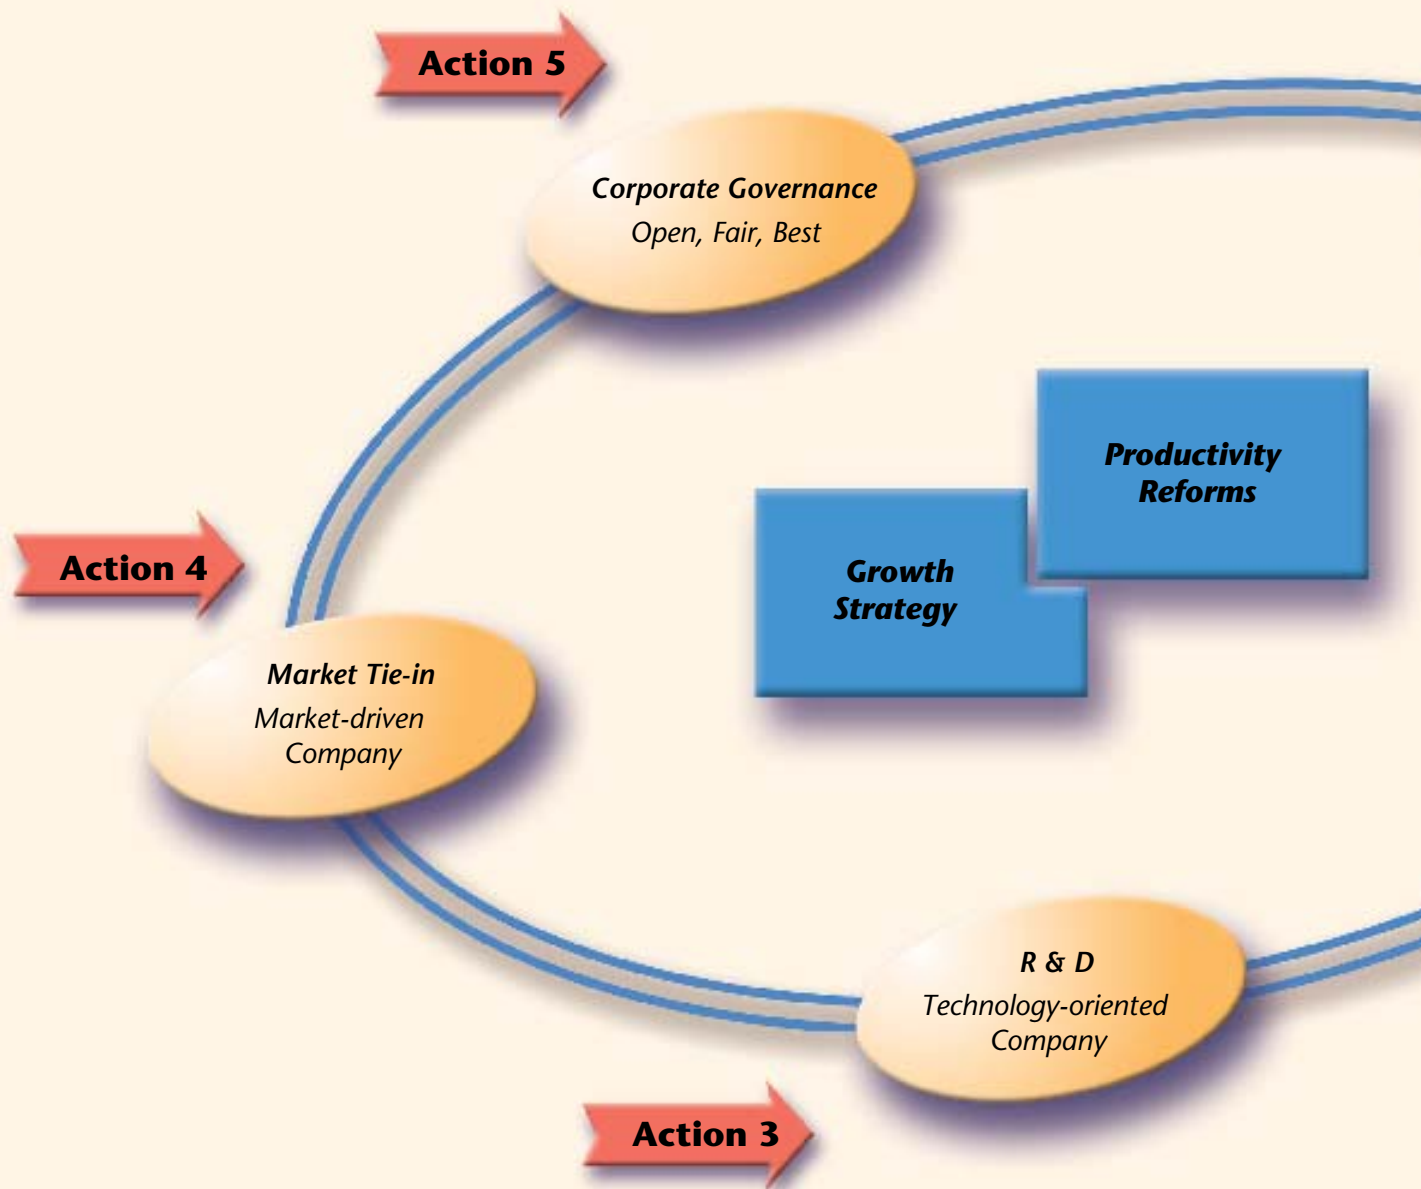 Action 5
Corporate Governance
Open, Fair, Best
Productivity
Reforms
Growth
Strategy
Action 4
Market Tie-in
Market-driven
Company
R & D
Technology-oriented
Company
Action 3